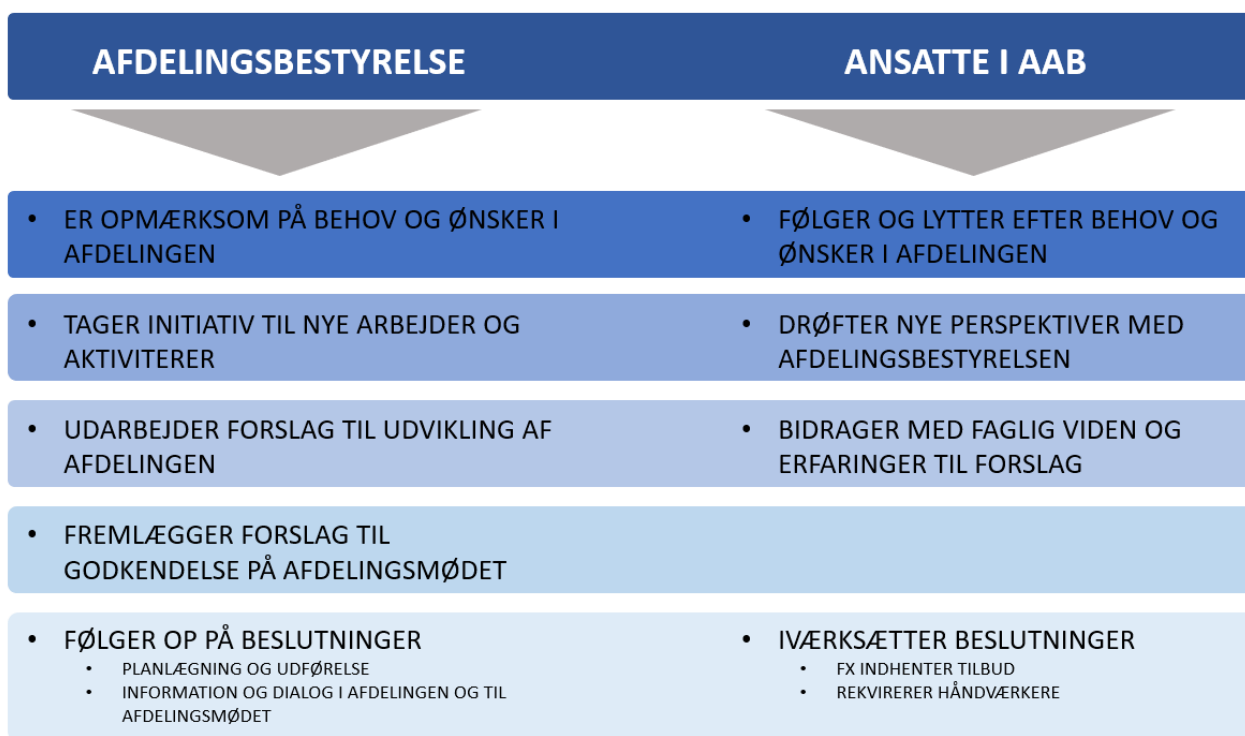 AFDELINGSBESTYRELSE
ANSATTE I AAB
• ER OPMÆRKSOM PÅ BEHOV OG ØNSKER I
AFDELINGEN
• FØLGER OG LYTTER EFTER BEHOV OG
ØNSKER I AFDELINGEN
• TAGER INITIATIV TIL NYE ARBEJDER OG
AKTIVITERER
• DRØFTER NYE PERSPEKTIVER MED
AFDELINGSBESTYRELSEN
• UDARBEJDER FORSLAG TIL UDVIKLING AF
AFDELINGEN
• BIDRAGER MED FAGLIG VIDEN OG
ERFARINGER TIL FORSLAG
• FREMLÆGGER FORSLAG TIL
GODKENDELSE PÅ AFDELINGSMØDET
• FØLGER OP PÅ BESLUTNINGER
• PLANLÆGNING OG UDFØRELSE
• INFORMATION OG DIALOG I AFDELINGEN OG TIL
AFDELINGSMØDET
• IVÆRKSÆTTER BESLUTNINGER
• FX INDHENTER TILBUD
• REKVIRERER HÅNDVÆRKERE